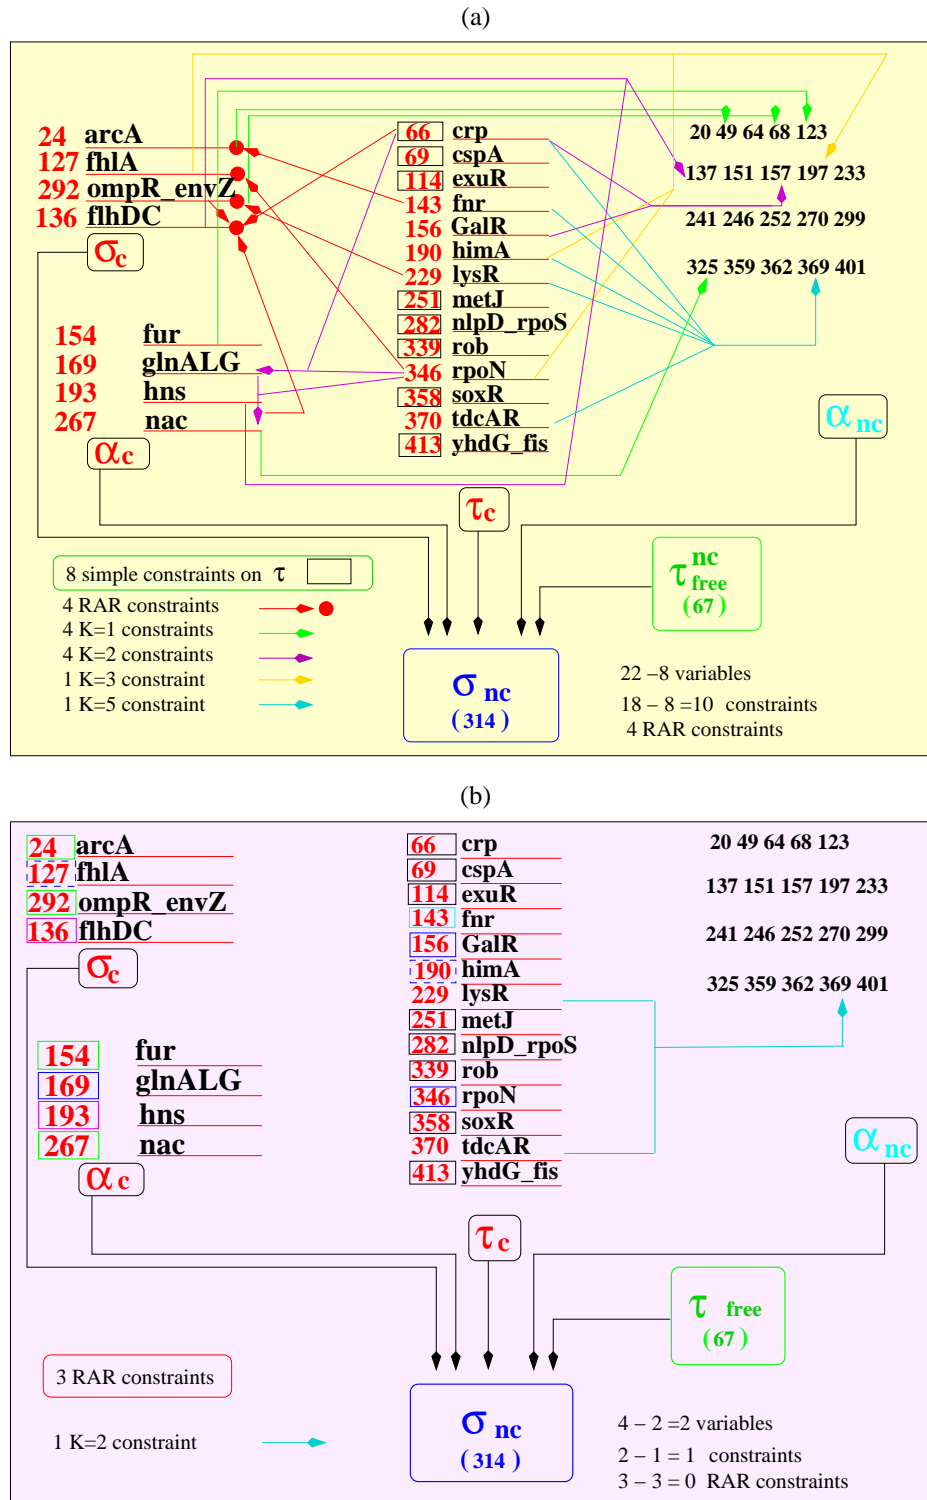 (a)
24 arcA
127 fhlA
292 ompR_envZ
136 flhDC
σc
154 fur
169 glnALG
193 hns
267 nac
αc
66 crp
69 cspA
114 exuR
143 fnr
156 GalR
190 himA
229 lysR
251 metJ
282 nlpD_rpoS
339 rob
346 rpoN
358 soxR
370 tdcAR
413 yhdG_fis
τc
20 49 64 68 123
137 151 157 197 233
241 246 252 270 299
325 359 362 369 401
αnc
τ nc free
(67)
8 simple constraints on τ
4 RAR constraints
4 K=1 constraints
4 K=2 constraints
1 K=3 constraint
1 K=5 constraint
σ nc
(314)
22 −8 variables
18 − 8 =10 constraints
4 RAR constraints
(b)
24 arcA
127 fhlA
292 ompR_envZ
136 flhDC
σc
154 fur
169 glnALG
193 hns
267 nac
αc
66 crp
69 cspA
114 exuR
143 fnr
156 GalR
190 himA
229 lysR
251 metJ
282 nlpD_rpoS
339 rob
346 rpoN
358 soxR
370 tdcAR
413 yhdG_fis
τc
20 49 64 68 123
137 151 157 197 233
241 246 252 270 299
325 359 362 369 401
αnc
τ free
(67)
3 RAR constraints
1 K=2 constraint
σ nc
(314)
4 − 2 =2 variables
2 − 1 = 1 constraints
3 − 3 = 0 RAR constraints